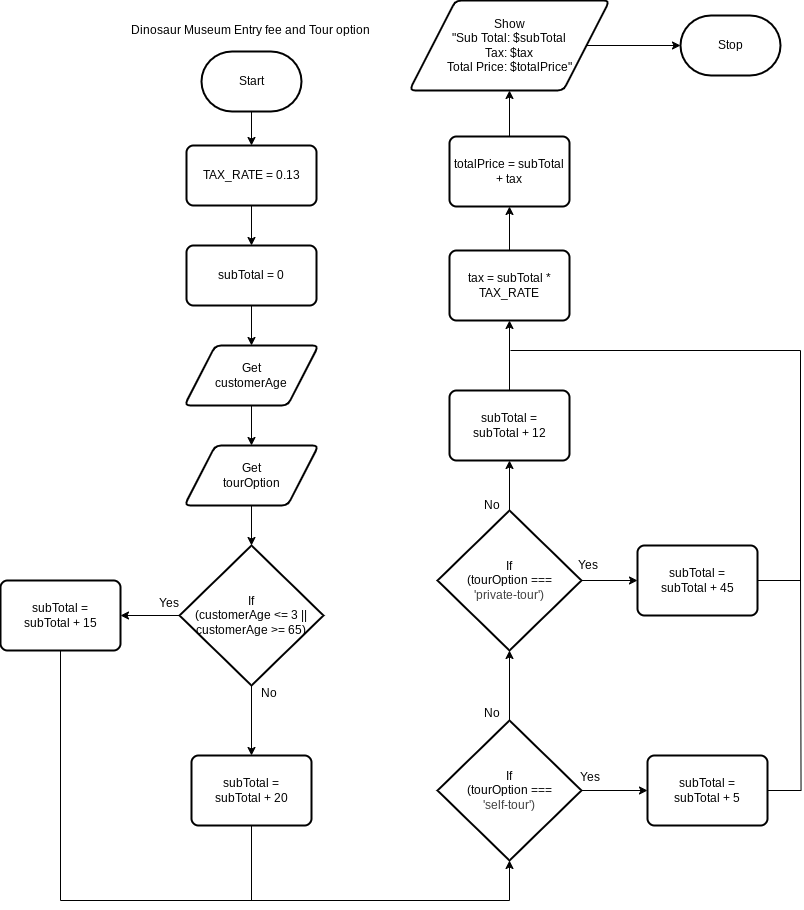 Dinosaur Museum Entry fee and Tour option
Start
TAX_RATE = 0.13
subTotal = 0
Get
customerAge
Get
tourOption
If
(customerAge <= 3 ||
customerAge >= 65)
Yes
subTotal =
subTotal + 15
No
subTotal =
subTotal + 20
If
(tourOption ===
'self-tour')
Yes
subTotal =
subTotal + 5
No
If
(tourOption ===
'private-tour')
Yes
subTotal =
subTotal + 45
No
subTotal =
subTotal + 12
tax = subTotal *
TAX_RATE
totalPrice = subTotal
+ tax
Show
"Sub Total: $subTotal
Tax: $tax
Total Price: $totalPrice"
Stop